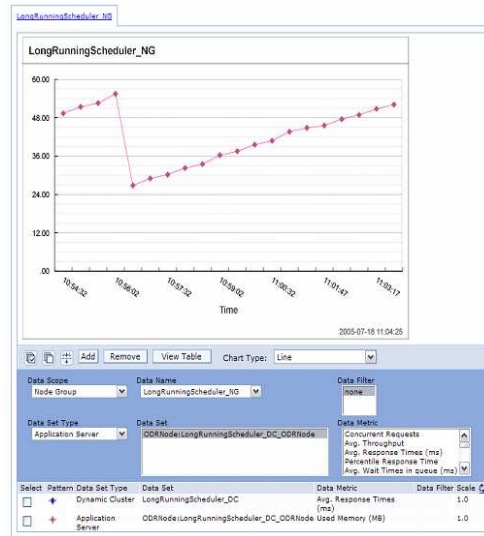 LongRunningScheduler_NG
LongRunningScheduler_NG
60.00
48.00
36.00
24.00
12.00
.00
10:54:32
10:56:02
10:57:32
10:59:02
11:00:32
11:01:47
11:03:17
Time
2005-07-18 11:04:25
Add Remove View Table Chart Type: Line
Data Scope Data Name Data Filter
Node Group LongRunningScheduler_NG none
Data Set Type Data Set Data Metric
Application Server ODRNode:LongRunningScheduler_DC_ODRNode Concurrent Requests
Avg. Throughput
Avg. Response Times (ms)
Percentile Response Time
Avg. Wait Times in queue (ms)
Select Pattern Data Set Type Data Set Data Metric Data Filter Scale
Dynamic Cluster LongRunningScheduler_DC Avg. Response Times (ms) 1.0
Application Server ODRNode:LongRunningScheduler_DC_ODRNode Used Memory (MB) 1.0